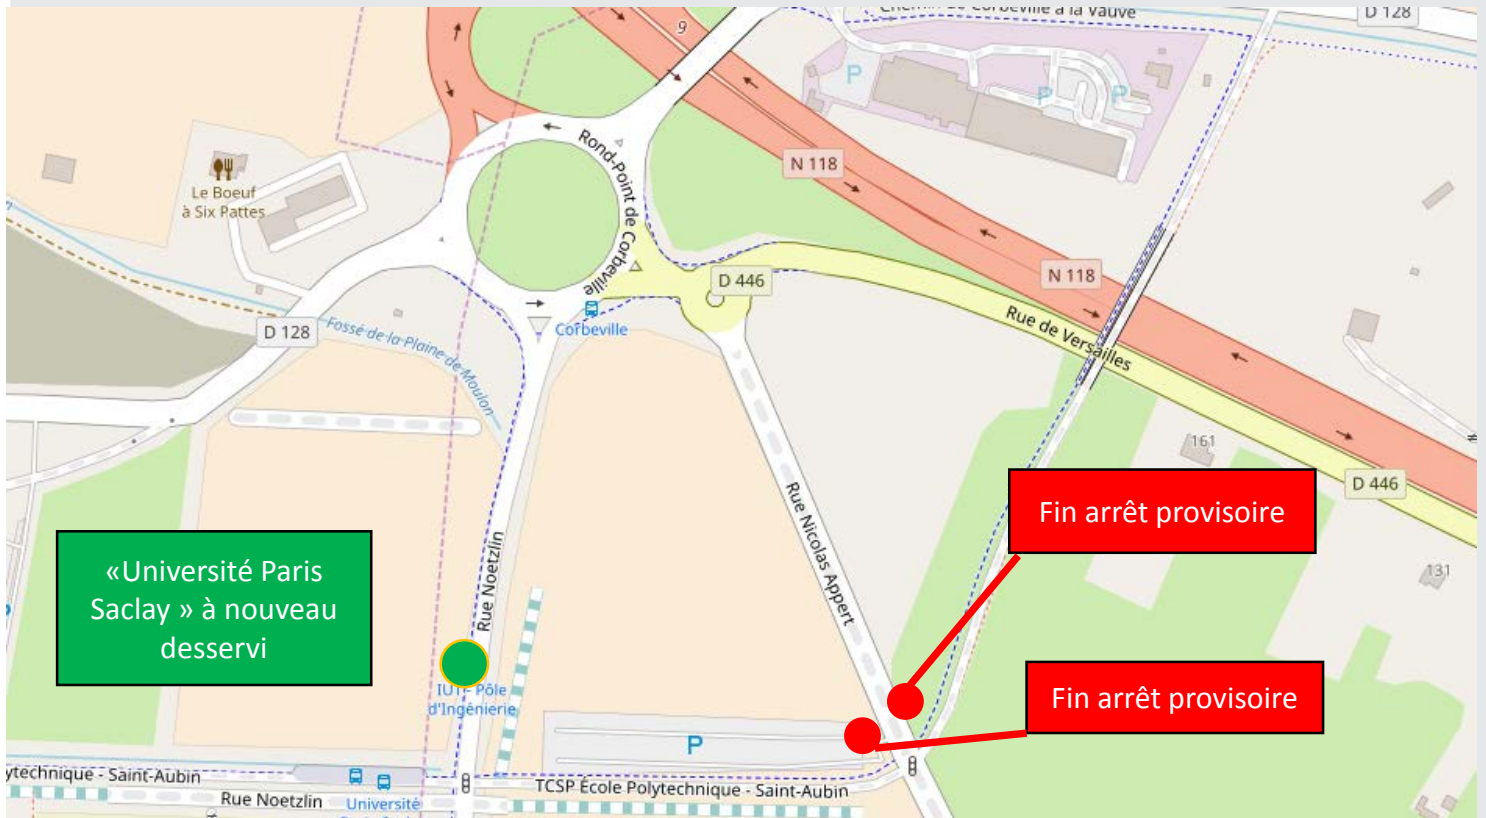 Chemin de Corbeville à la Vauve
D 128
9
P
P
P
Rond-Point de Corbeville
N 118
Le Boeuf
à Six Pattes
D 446
N 118
Corbeville
Rue de Versailles
D 128
Fossé de la Plaine de Moulon
161
D 446
Fin arrêt provisoire
Rue Nicolas Appert
«Université Paris
Saclay » à nouveau
desservi
Rue Noetzlin
131
IUT - Pôle
d'Ingénierie
Fin arrêt provisoire
P
ytechnique - Saint-Aubin
TCSP École Polytechnique - Saint-Aubin
Rue Noetzlin
Université